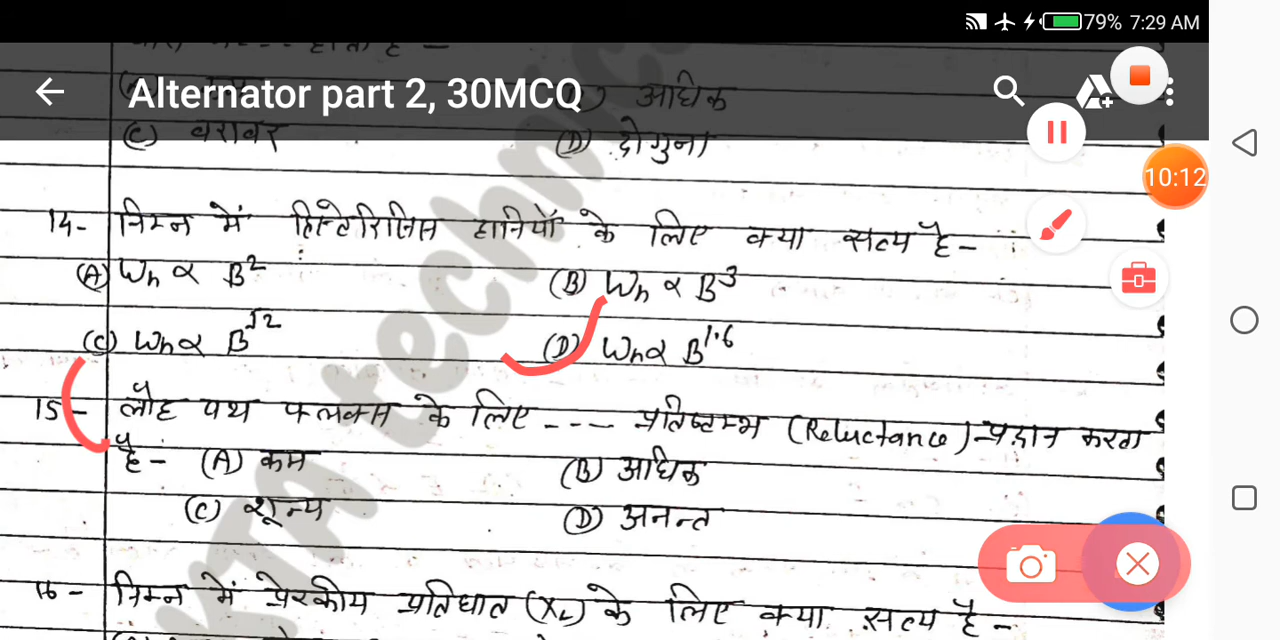 79% 7:29 AM
Alternator part 2, 30MCQ
(B) अधिक
(C) बराबर (D) दोगुना
10:12
14- निम्न में हिस्टेरिसिस हानियों के लिए क्या सत्य है-
(A) Wh ∝ B² (B) Wh ∝ B³
(C) Wh ∝ B^√2 (D) Wh ∝ B^1.6
15- लौह पथ फ्लक्स के लिए ---- प्रतिष्टम्भ (Reluctance) प्रदान करता
है- (A) कम (B) अधिक
(C) शून्य (D) अनन्त
16- निम्न में प्रेरकीय प्रतिघात (XL) के लिए क्या सत्य है-
KTA technical